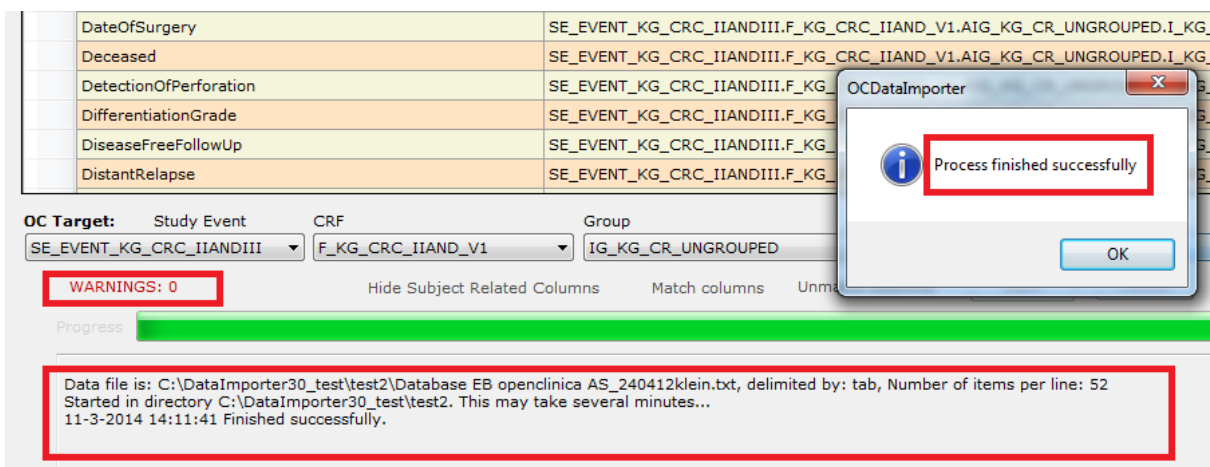 DateOfSurgery SE_EVENT_KG_CRC_IIANDIII.F_KG_CRC_IIAND_V1.AIG_KG_CR_UNGROUPED.I_KG_
Deceased SE_EVENT_KG_CRC_IIANDIII.F_KG_CRC_IIAND_V1.AIG_KG_CR_UNGROUPED.I_KG_
DetectionOfPerforation SE_EVENT_KG_CRC_IIANDIII.F_KG_
DifferentiationGrade SE_EVENT_KG_CRC_IIANDIII.F_KG_
DiseaseFreeFollowUp SE_EVENT_KG_CRC_IIANDIII.F_KG_
DistantRelapse SE_EVENT_KG_CRC_IIANDIII.F_KG_
OCDataImporter
Process finished successfully
OK
OC Target: Study Event CRF Group
SE_EVENT_KG_CRC_IIANDIII F_KG_CRC_IIAND_V1 IG_KG_CR_UNGROUPED
WARNINGS: 0 Hide Subject Related Columns Match columns
Progress
Data file is: C:\DataImporter30_test\test2\Database EB openclinica AS_240412klein.txt, delimited by: tab, Number of items per line: 52
Started in directory C:\DataImporter30_test\test2. This may take several minutes...
11-3-2014 14:11:41 Finished successfully.